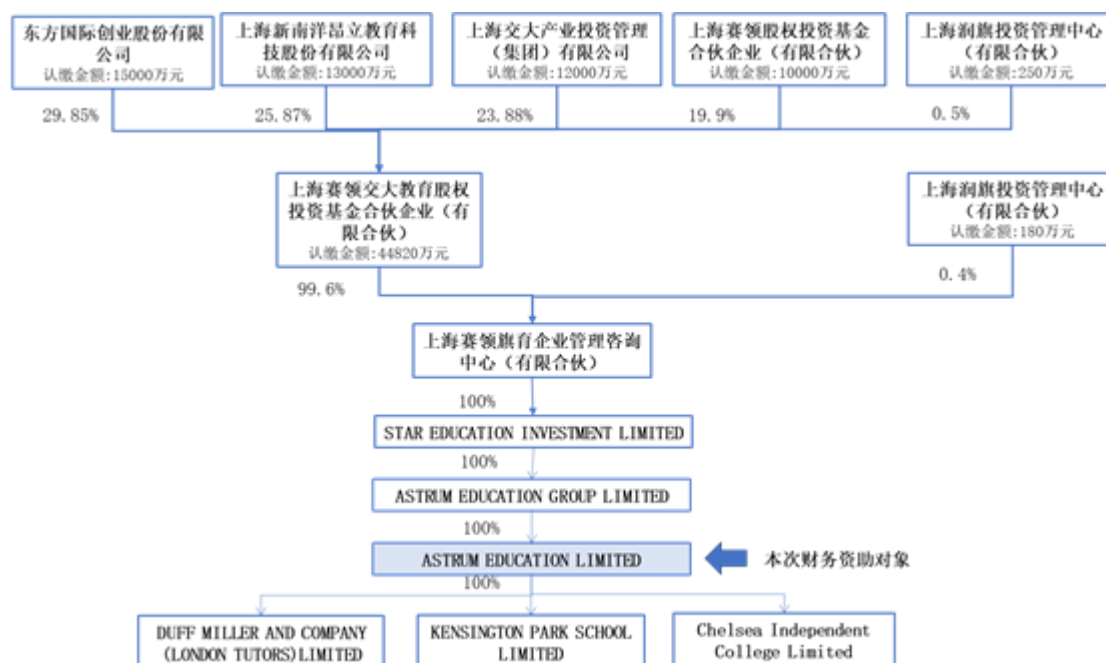 东方国际创业股份有限
公司
认缴金额:15000万元
上海新南洋昂立教育科
技股份有限公司
认缴金额:13000万元
上海交大产业投资管理
（集团）有限公司
认缴金额:12000万元
上海赛领股权投资基金
合伙企业（有限合伙）
认缴金额:10000万元
上海润旗投资管理中心
（有限合伙）
认缴金额:250万元
29.85%
25.87%
23.88%
19.9%
0.5%
上海赛领交大教育股权
投资基金合伙企业（有
限合伙）
认缴金额:44820万元
上海润旗投资管理中心
（有限合伙）
认缴金额:180万元
99.6%
0.4%
上海赛领旗育企业管理咨询
中心（有限合伙）
100%
STAR EDUCATION INVESTMENT LIMITED
100%
ASTRUM EDUCATION GROUP LIMITED
100%
ASTRUM EDUCATION LIMITED
本次财务资助对象
100%
DUFF MILLER AND COMPANY
(LONDON TUTORS)LIMITED
KENSINGTON PARK SCHOOL
LIMITED
Chelsea Independent
College Limited